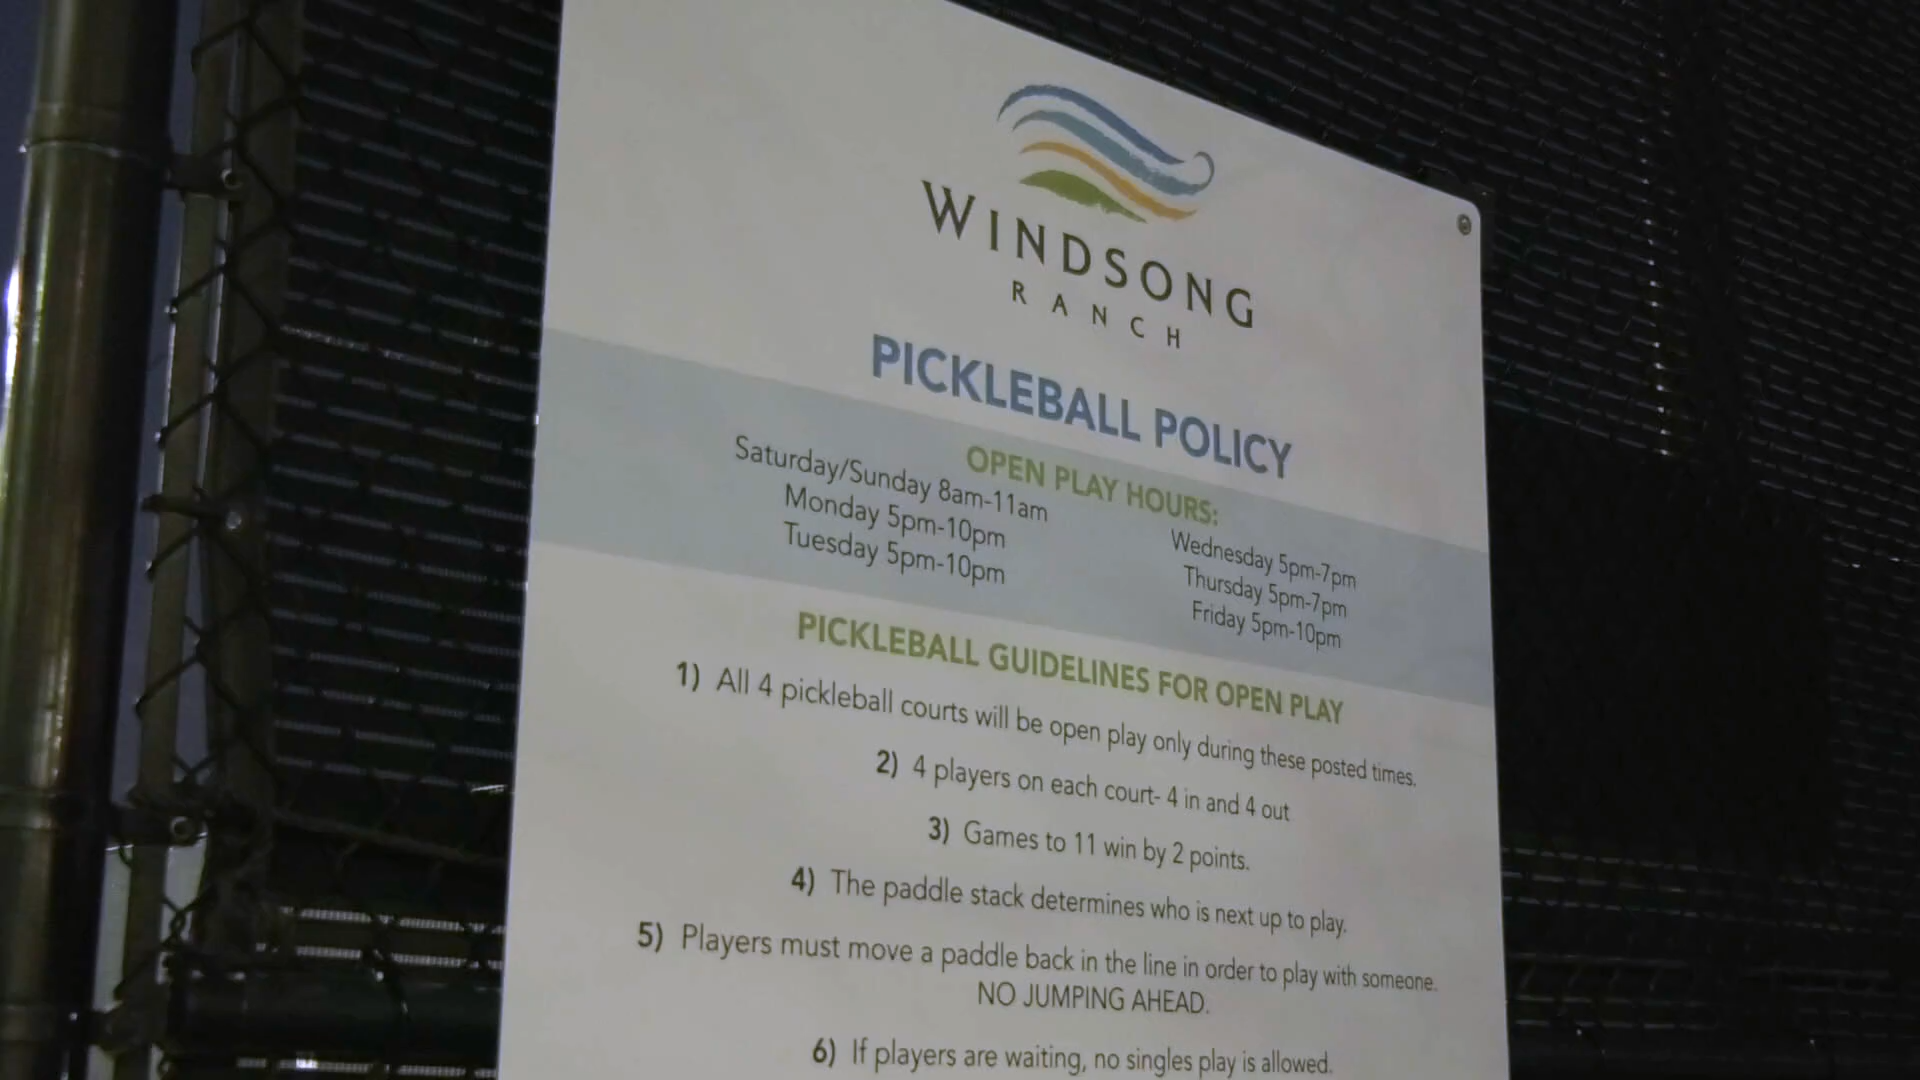 WINDSONG
RANCH
PICKLEBALL POLICY
OPEN PLAY HOURS:
Saturday/Sunday 8am-11am
Monday 5pm-10pm
Tuesday 5pm-10pm
Wednesday 5pm-7pm
Thursday 5pm-7pm
Friday 5pm-10pm
PICKLEBALL GUIDELINES FOR OPEN PLAY
1) All 4 pickleball courts will be open play only during these posted times.
2) 4 players on each court- 4 in and 4 out
3) Games to 11 win by 2 points.
4) The paddle stack determines who is next up to play.
5) Players must move a paddle back in the line in order to play with someone.
NO JUMPING AHEAD.
6) If players are waiting, no singles play is allowed.